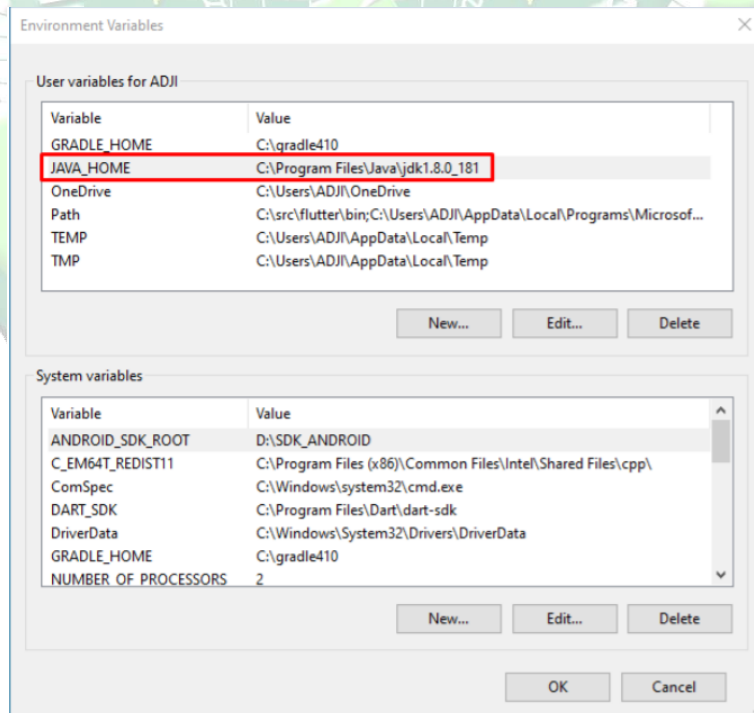 Environment Variables
User variables for ADJI
Variable Value
GRADLE_HOME C:\gradle410
JAVA_HOME C:\Program Files\Java\jdk1.8.0_181
OneDrive C:\Users\ADJI\OneDrive
Path C:\src\flutter\bin;C:\Users\ADJI\AppData\Local\Programs\Microsof...
TEMP C:\Users\ADJI\AppData\Local\Temp
TMP C:\Users\ADJI\AppData\Local\Temp
New... Edit... Delete
System variables
Variable Value
ANDROID_SDK_ROOT D:\SDK_ANDROID
C_EM64T_REDIST11 C:\Program Files (x86)\Common Files\Intel\Shared Files\cpp\
ComSpec C:\Windows\system32\cmd.exe
DART_SDK C:\Program Files\Dart\dart-sdk
DriverData C:\Windows\System32\Drivers\DriverData
GRADLE_HOME C:\gradle410
NUMBER_OF_PROCESSORS 2
New... Edit... Delete
OK Cancel